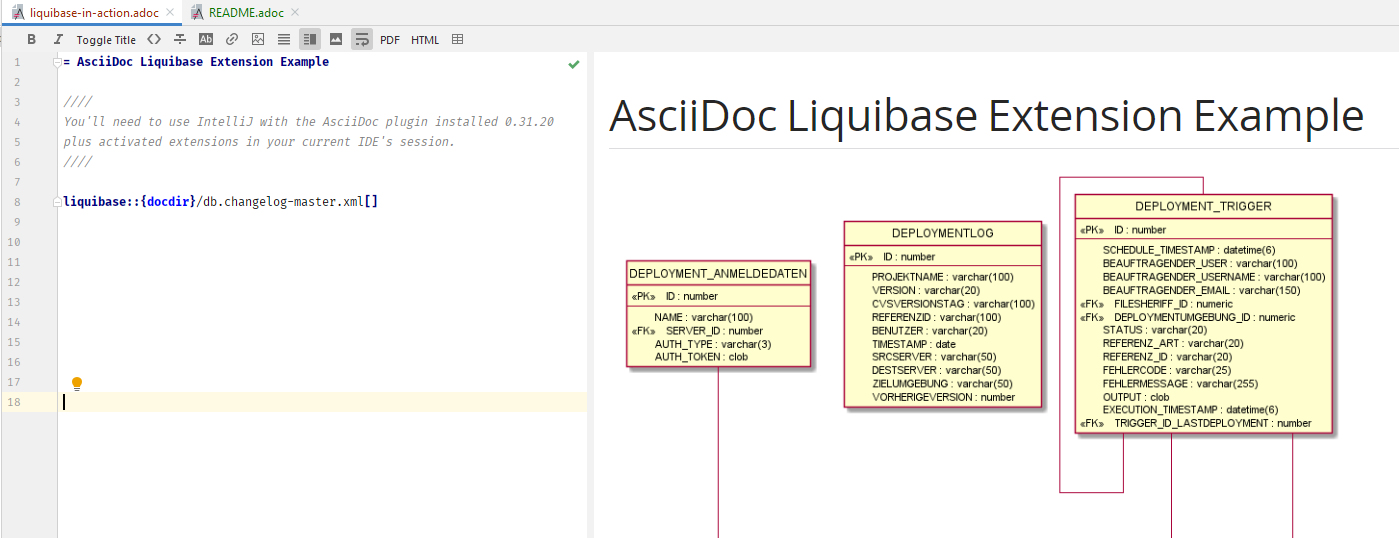 liquibase-in-action.adoc
README.adoc
B I Toggle Title Ab PDF HTML
1 = AsciiDoc Liquibase Extension Example
2
3 ////
4 You'll need to use IntelliJ with the AsciiDoc plugin installed 0.31.20
5 plus activated extensions in your current IDE's session.
6 ////
7
8 liquibase::{docdir}/db.changelog-master.xml[]
9
10
11
12
13
14
15
16
17
18
AsciiDoc Liquibase Extension Example
DEPLOYMENT_ANMELDEDATEN
«PK» ID : number
NAME : varchar(100)
«FK» SERVER_ID : number
AUTH_TYPE : varchar(3)
AUTH_TOKEN : clob
DEPLOYMENTLOG
«PK» ID : number
PROJEKTNAME : varchar(100)
VERSION : varchar(20)
CVSVERSIONSTAG : varchar(100)
REFERENZID : varchar(100)
BENUTZER : varchar(20)
TIMESTAMP : date
SRCSERVER : varchar(50)
DESTSERVER : varchar(50)
ZIELUMGEBUNG : varchar(50)
VORHERIGEVERSION : number
DEPLOYMENT_TRIGGER
«PK» ID : number
SCHEDULE_TIMESTAMP : datetime(6)
BEAUFTRAGENDER_USER : varchar(100)
BEAUFTRAGENDER_USERNAME : varchar(100)
BEAUFTRAGENDER_EMAIL : varchar(150)
«FK» FILESHERIFF_ID : numeric
«FK» DEPLOYMENTUMGEBUNG_ID : numeric
STATUS : varchar(20)
REFERENZ_ART : varchar(20)
REFERENZ_ID : varchar(20)
FEHLERCODE : varchar(25)
FEHLERMESSAGE : varchar(255)
OUTPUT : clob
EXECUTION_TIMESTAMP : datetime(6)
«FK» TRIGGER_ID_LASTDEPLOYMENT : number